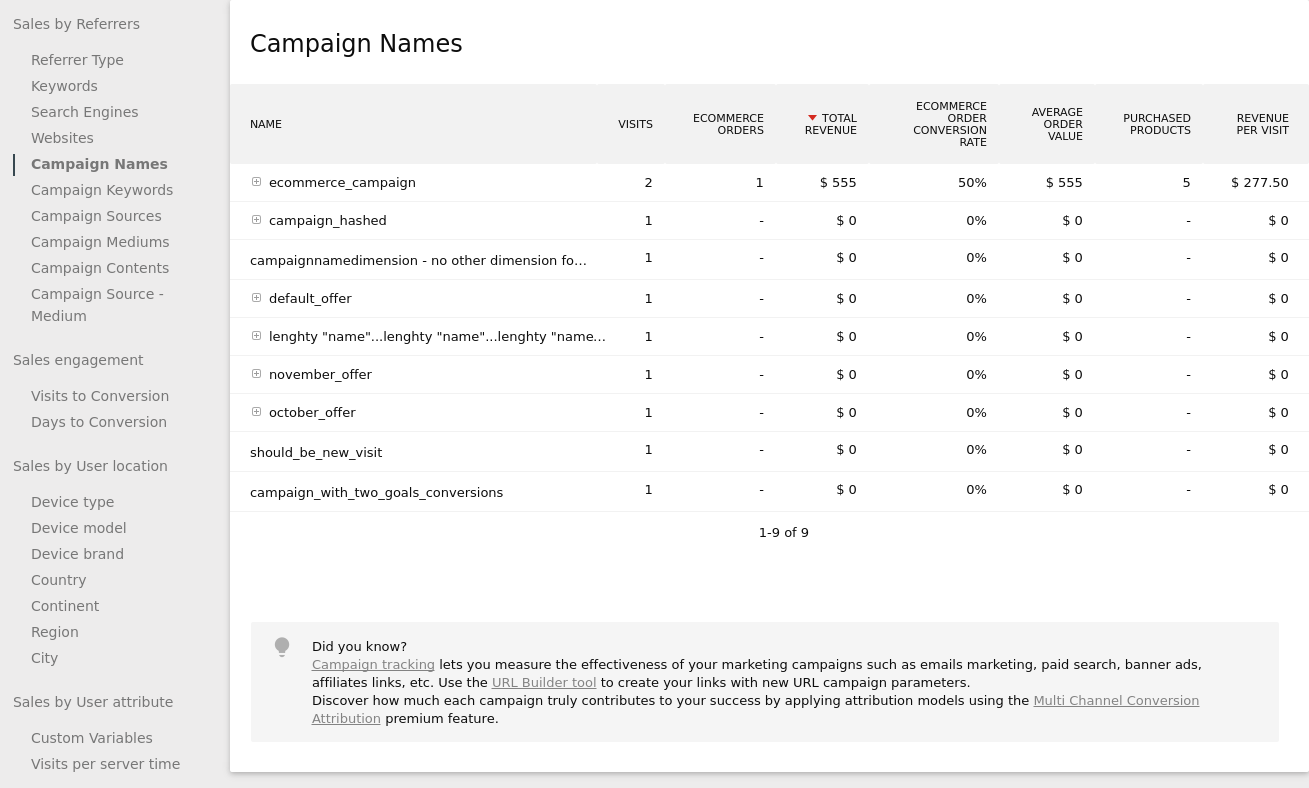 Sales by Referrers
Referrer Type
Keywords
Search Engines
Websites
Campaign Names
Campaign Keywords
Campaign Sources
Campaign Mediums
Campaign Contents
Campaign Source -
Medium
Sales engagement
Visits to Conversion
Days to Conversion
Sales by User location
Device type
Device model
Device brand
Country
Continent
Region
City
Sales by User attribute
Custom Variables
Visits per server time
Campaign Names
NAME VISITS ECOMMERCE ORDERS TOTAL REVENUE ECOMMERCE ORDER CONVERSION RATE AVERAGE ORDER VALUE PURCHASED PRODUCTS REVENUE PER VISIT
ecommerce_campaign 2 1 $ 555 50% $ 555 5 $ 277.50
campaign_hashed 1 - $ 0 0% $ 0 - $ 0
campaignnamedimension - no other dimension fo... 1 - $ 0 0% $ 0 - $ 0
default_offer 1 - $ 0 0% $ 0 - $ 0
lenghty "name"...lenghty "name"...lenghty "name... 1 - $ 0 0% $ 0 - $ 0
november_offer 1 - $ 0 0% $ 0 - $ 0
october_offer 1 - $ 0 0% $ 0 - $ 0
should_be_new_visit 1 - $ 0 0% $ 0 - $ 0
campaign_with_two_goals_conversions 1 - $ 0 0% $ 0 - $ 0
1-9 of 9
Did you know?
Campaign tracking lets you measure the effectiveness of your marketing campaigns such as emails marketing, paid search, banner ads,
affiliates links, etc. Use the URL Builder tool to create your links with new URL campaign parameters.
Discover how much each campaign truly contributes to your success by applying attribution models using the Multi Channel Conversion
Attribution premium feature.